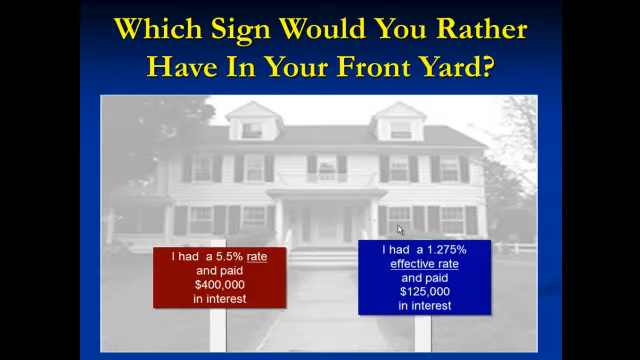 Which Sign Would You Rather
Have In Your Front Yard?
I had a 5.5% rate
and paid
$400,000
in interest
I had a 1.275%
effective rate
and paid
$125,000
in interest